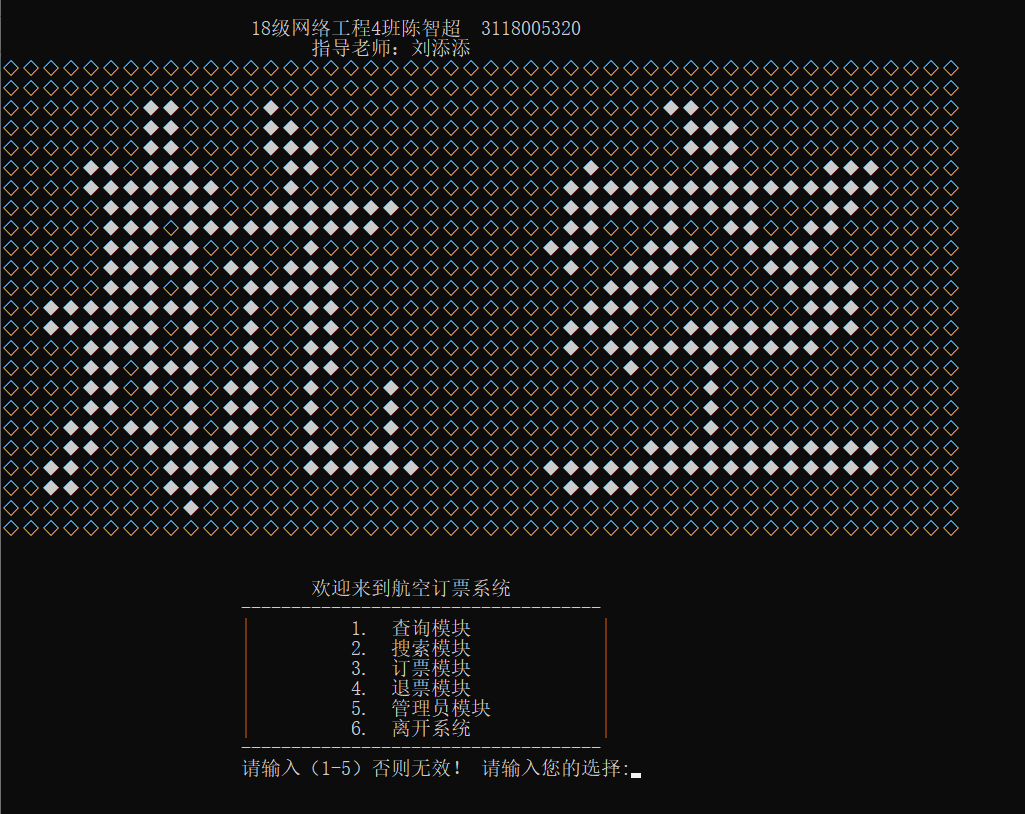 18级网络工程4班陈智超 3118005320
指导老师: 刘添添
航空
欢迎来到航空订票系统
1. 查询模块
2. 搜索模块
3. 订票模块
4. 退票模块
5. 管理员模块
6. 离开系统
请输入（1-5）否则无效！ 请输入您的选择: